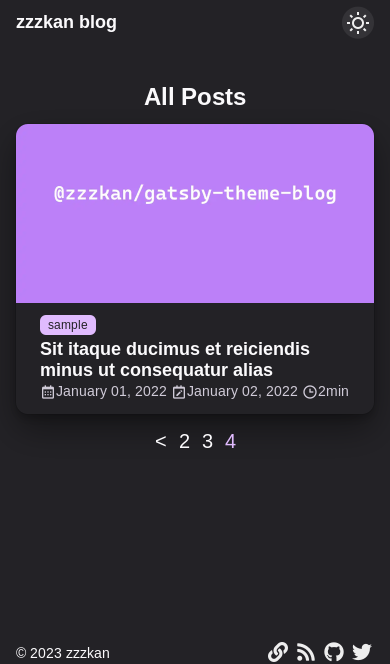 zzzkan blog
All Posts
@zzzkan/gatsby-theme-blog
sample
Sit itaque ducimus et reiciendis
minus ut consequatur alias
January 01, 2022 January 02, 2022 2min
< 2 3 4
© 2023 zzzkan